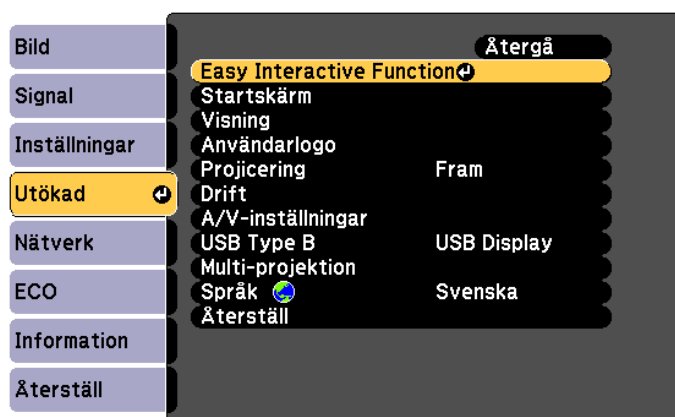 Bild
Signal
Inställningar
Utökad
Nätverk
ECO
Information
Återställ
Återgå
Easy Interactive Function
Startskärm
Visning
Användarlogo
Projicering Fram
Drift
A/V-inställningar
USB Type B USB Display
Multi-projektion
Språk Svenska
Återställ